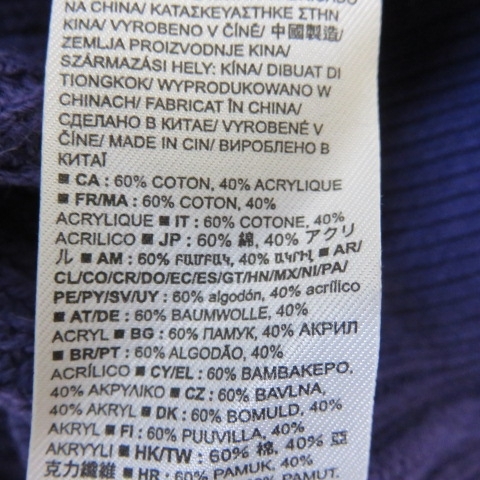 NA CHINA/ ΚΑΤΑΣΚΕΥΑΣΤΗΚΕ ΣΤΗΝ
KINA/ VYROBENO V ČÍNĚ/ 中國製造/
ZEMLJA PROIZVODNJE KINA/
SZÁRMAZÁSI HELY: KÍNA/ DIBUAT DI
TIONGKOK/ WYPRODUKOWANO W
CHINACH/ FABRICAT ÎN CHINA/
СДЕЛАНО В КИТАЕ/ VYROBENÉ V
ČÍNE/ MADE IN CIN/ ВИРОБЛЕНО В
КИТАЇ
■ CA : 60% COTON, 40% ACRYLIQUE
■ FR/MA : 60% COTON, 40%
ACRYLIQUE ■ IT : 60% COTONE, 40%
ACRILICO ■ JP : 60% 綿, 40% アクリ
ル ■ AM : 60% բամբակ, 40% ակրիլ ■ AR/
CL/CO/CR/DO/EC/ES/GT/HN/MX/NI/PA/
PE/PY/SV/UY : 60% algodón, 40% acrílico
■ AT/DE : 60% BAUMWOLLE, 40%
ACRYL ■ BG : 60% ПАМУК, 40% АКРИЛ
■ BR/PT : 60% ALGODÃO, 40%
ACRÍLICO ■ CY/EL : 60% ΒΑΜΒΑΚΕΡΟ,
40% ΑΚΡΥΛΙΚΟ ■ CZ : 60% BAVLNA,
40% AKRYL ■ DK : 60% BOMULD, 40%
AKRYL ■ FI : 60% PUUVILLA, 40%
AKRYYLI ■ HK/TW : 60% 棉, 40% 亞
克力纖維 ■ HR : 60% PAMUK, 40%
60% PAMUT,